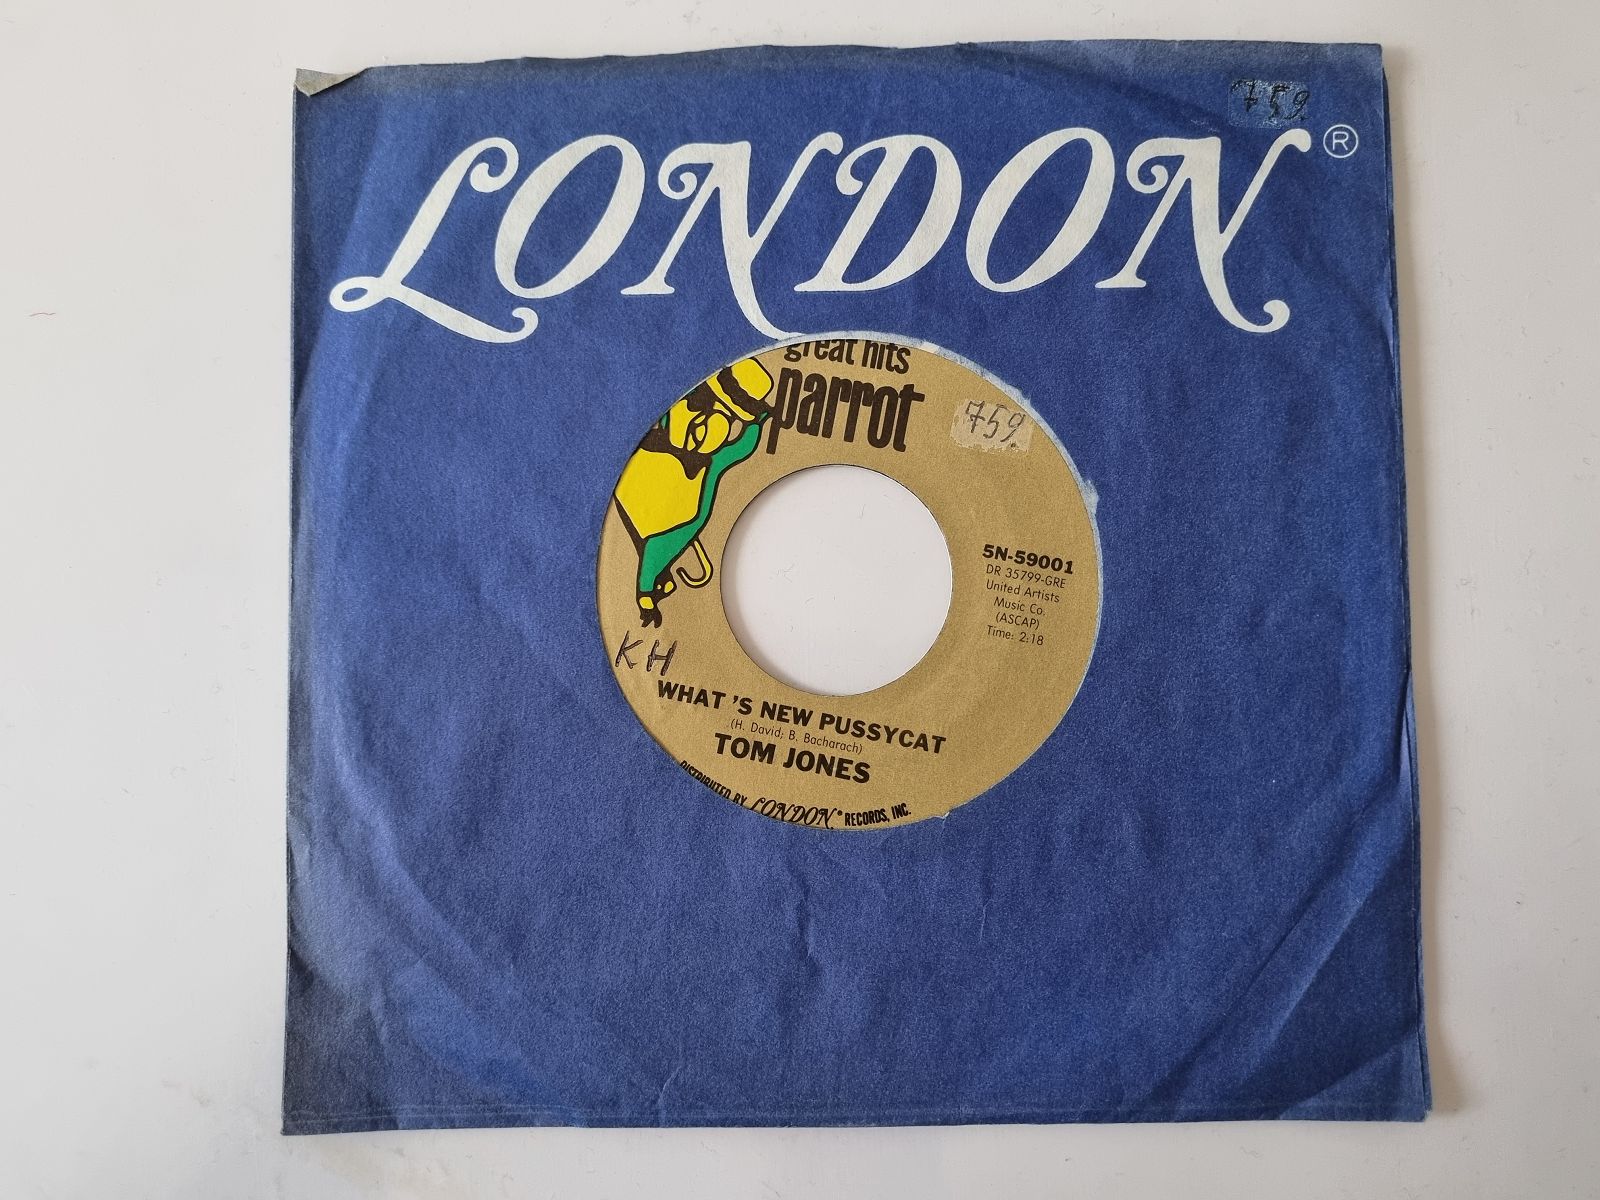 759.
LONDON®
great hits
parrot
759.
5N-59001
DR 35799-GRE
United Artists
Music Co.
(ASCAP)
Time: 2:18
KH
WHAT 'S NEW PUSSYCAT
(H. David; B. Bacharach)
TOM JONES
DISTRIBUTED BY LONDON® RECORDS, INC.